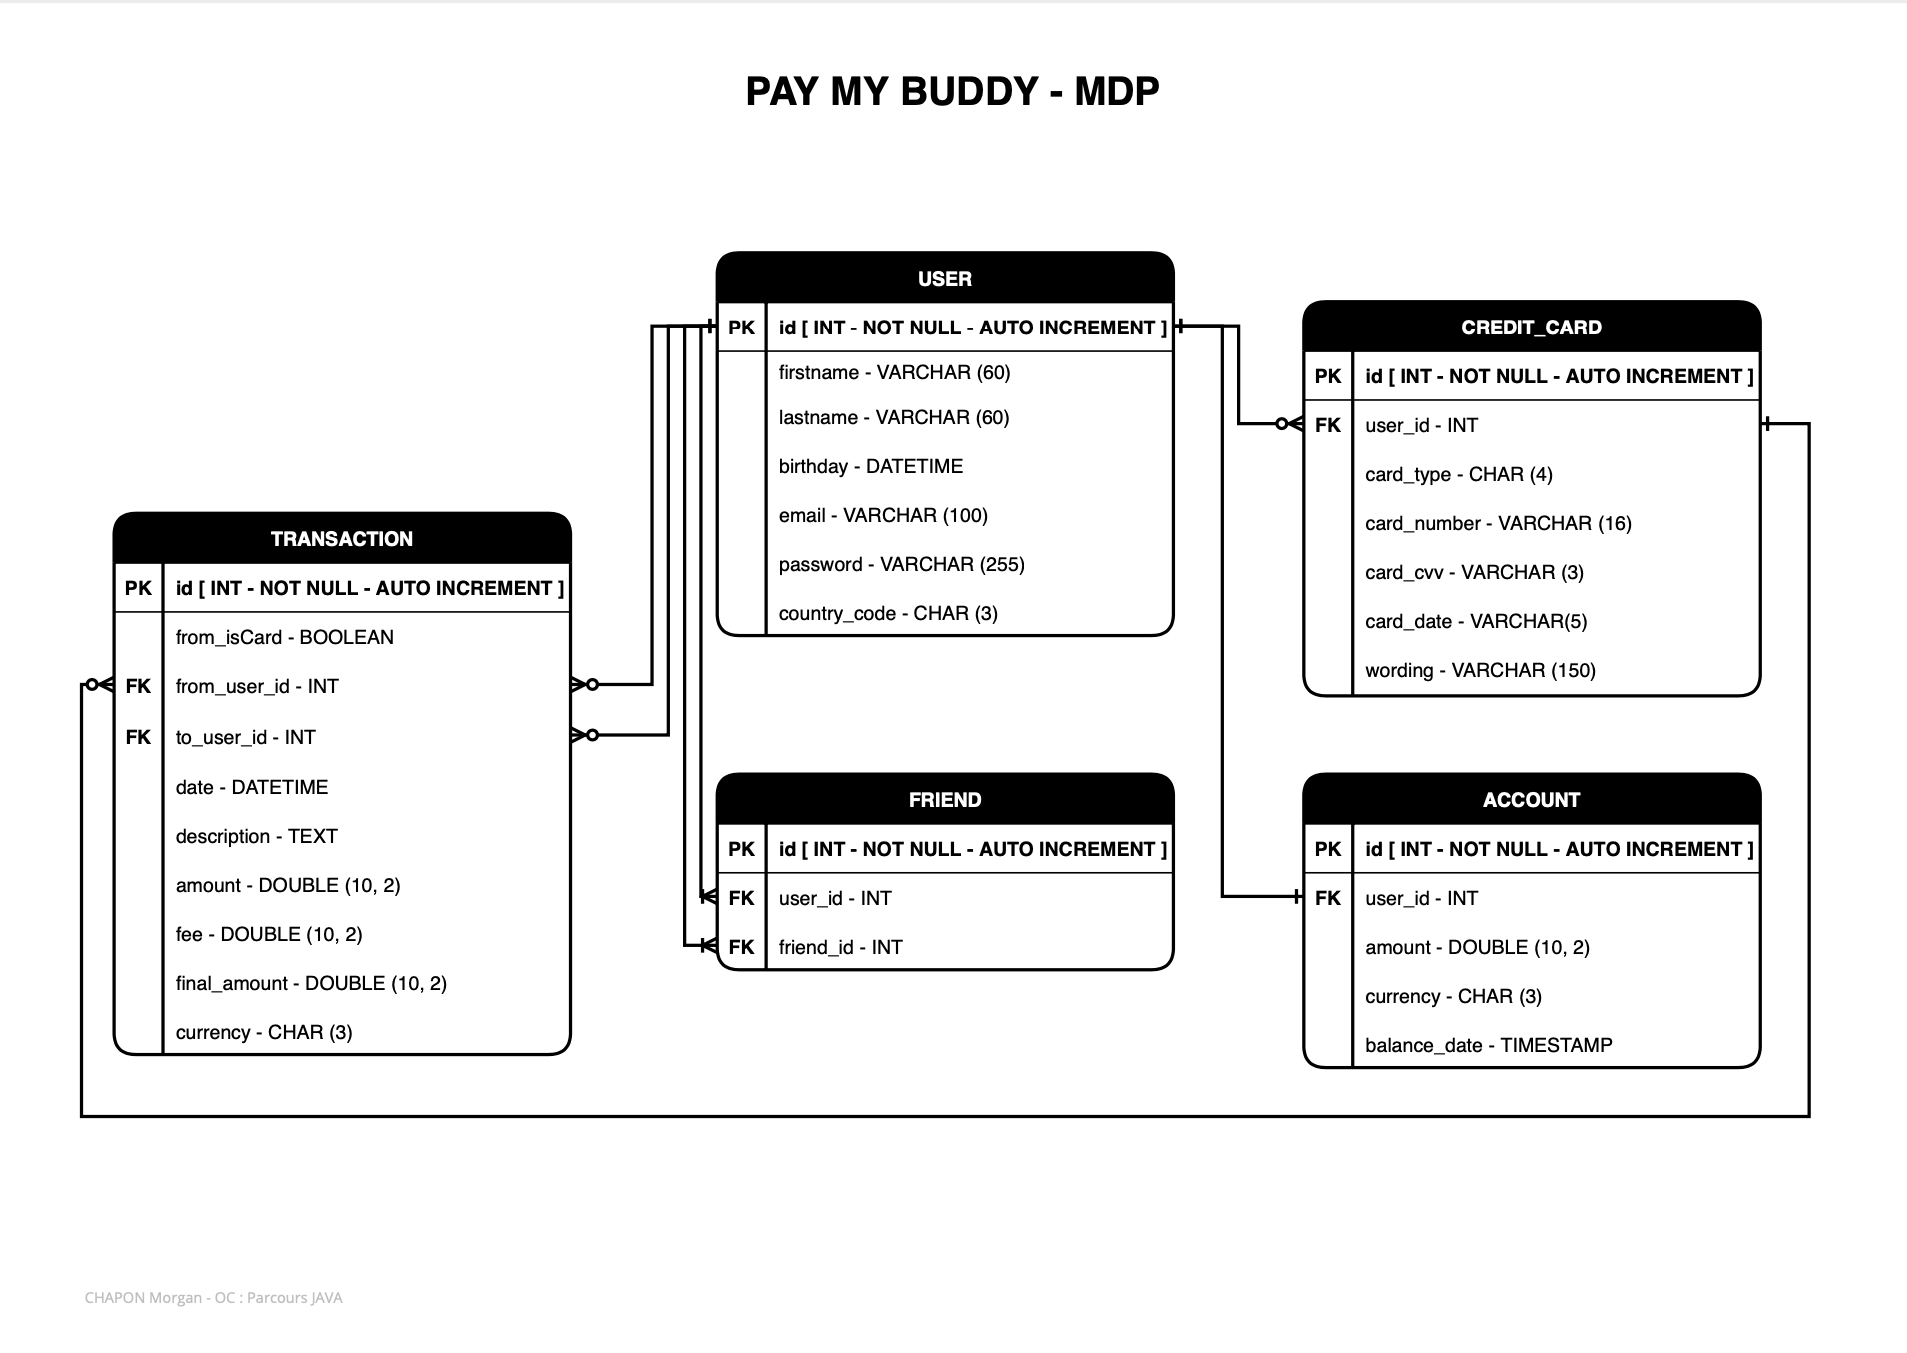 PAY MY BUDDY - MDP
USER
PK id [ INT - NOT NULL - AUTO INCREMENT ]
firstname - VARCHAR (60)
lastname - VARCHAR (60)
birthday - DATETIME
email - VARCHAR (100)
password - VARCHAR (255)
country_code - CHAR (3)
CREDIT_CARD
PK id [ INT - NOT NULL - AUTO INCREMENT ]
FK user_id - INT
card_type - CHAR (4)
card_number - VARCHAR (16)
card_cvv - VARCHAR (3)
card_date - VARCHAR(5)
wording - VARCHAR (150)
TRANSACTION
PK id [ INT - NOT NULL - AUTO INCREMENT ]
from_isCard - BOOLEAN
FK from_user_id - INT
FK to_user_id - INT
date - DATETIME
description - TEXT
amount - DOUBLE (10, 2)
fee - DOUBLE (10, 2)
final_amount - DOUBLE (10, 2)
currency - CHAR (3)
FRIEND
PK id [ INT - NOT NULL - AUTO INCREMENT ]
FK user_id - INT
FK friend_id - INT
ACCOUNT
PK id [ INT - NOT NULL - AUTO INCREMENT ]
FK user_id - INT
amount - DOUBLE (10, 2)
currency - CHAR (3)
balance_date - TIMESTAMP
CHAPON Morgan - OC : Parcours JAVA